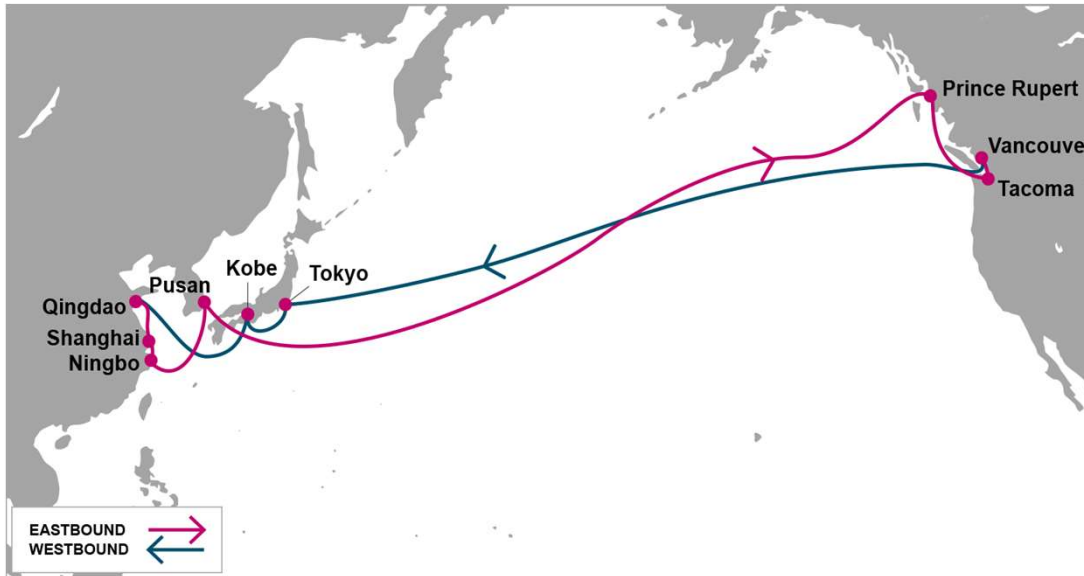 Prince Rupert
Vancouve
Tacoma
Kobe
Tokyo
Pusan
Qingdao
Shanghai
Ningbo
EASTBOUND
WESTBOUND